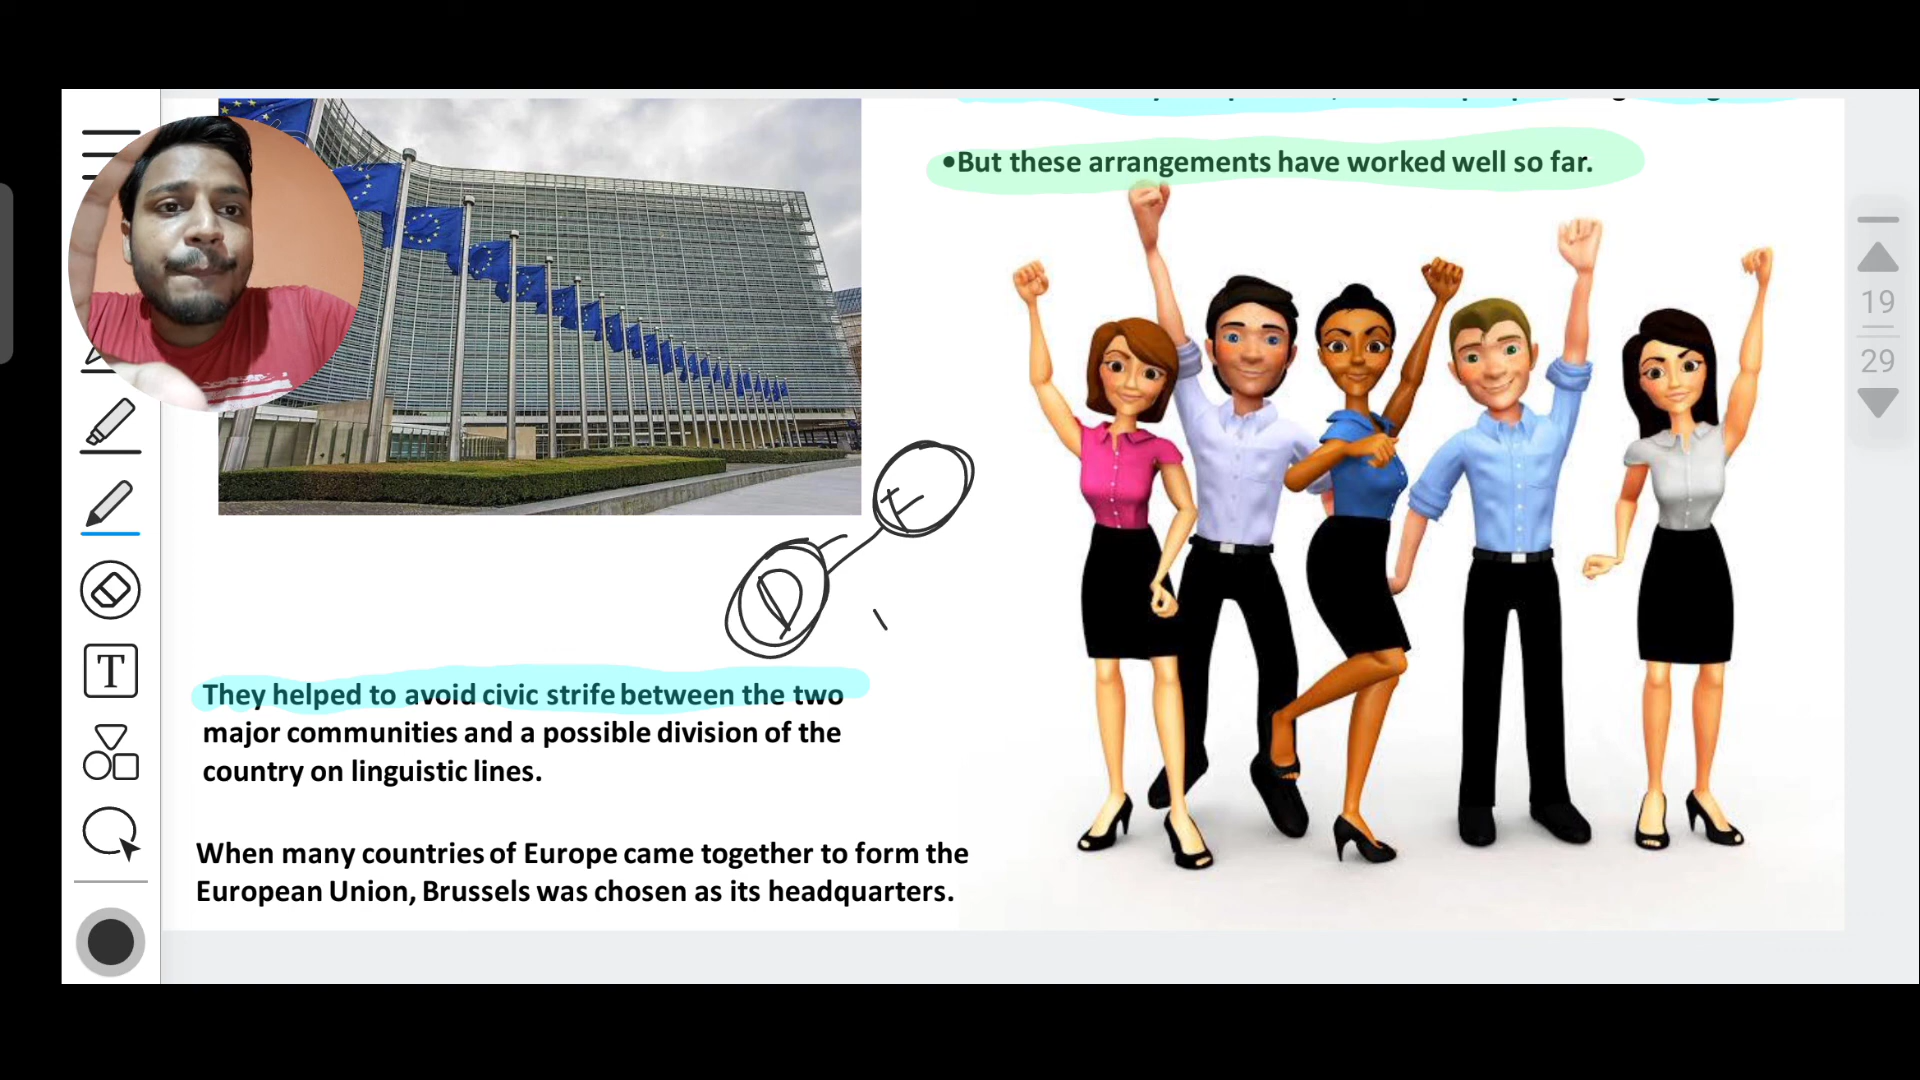 •But these arrangements have worked well so far.
19
29
D
F
T
They helped to avoid civic strife between the two
major communities and a possible division of the
country on linguistic lines.
When many countries of Europe came together to form the
European Union, Brussels was chosen as its headquarters.